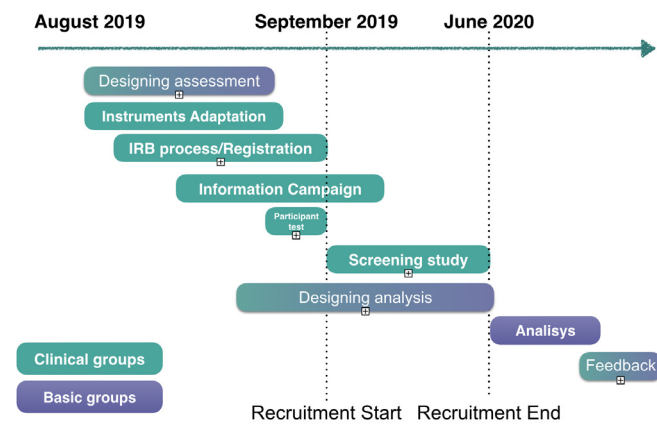 August 2019 September 2019 June 2020
Designing assessment
Instruments Adaptation
IRB process/Registration
Information Campaign
Participant
test
Screening study
Designing analysis
Analisys
Clinical groups
Feedback
Basic groups
Recruitment Start Recruitment End